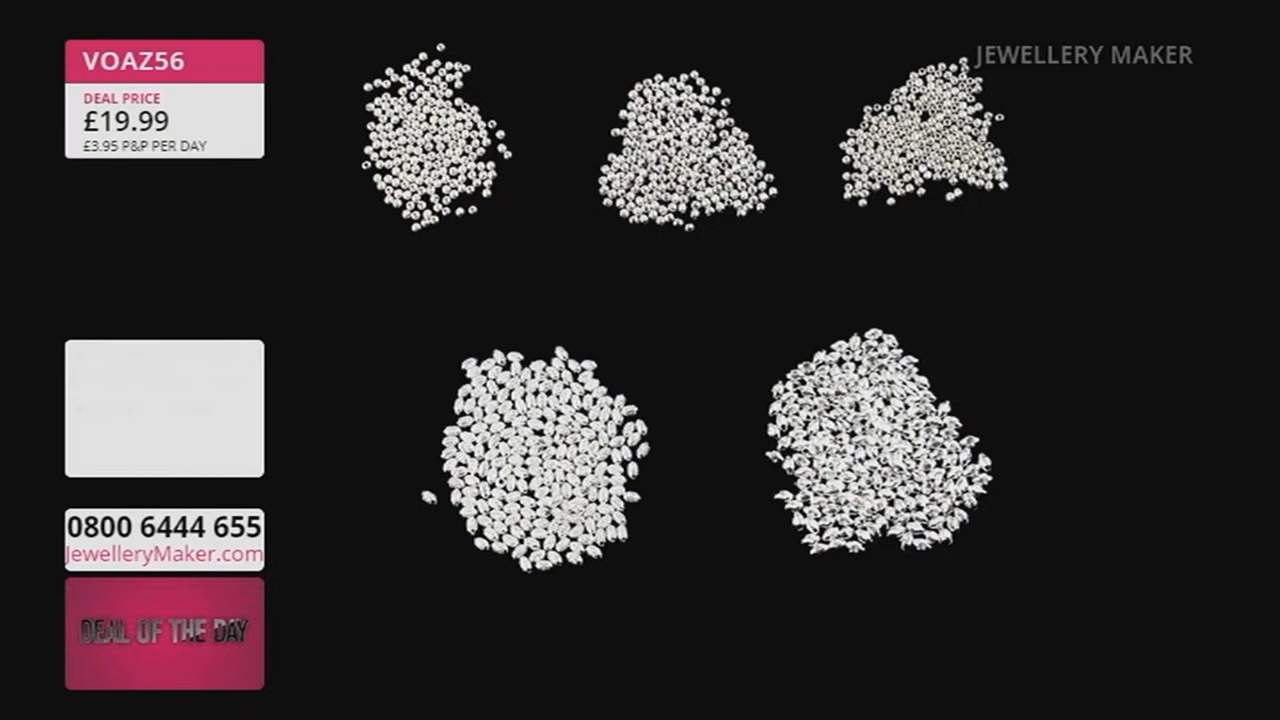 VOAZ56
DEAL PRICE
£19.99
£3.95 P&P PER DAY
JEWELLERY MAKER
0800 6444 655
JewelleryMaker.com
DEAL OF THE DAY